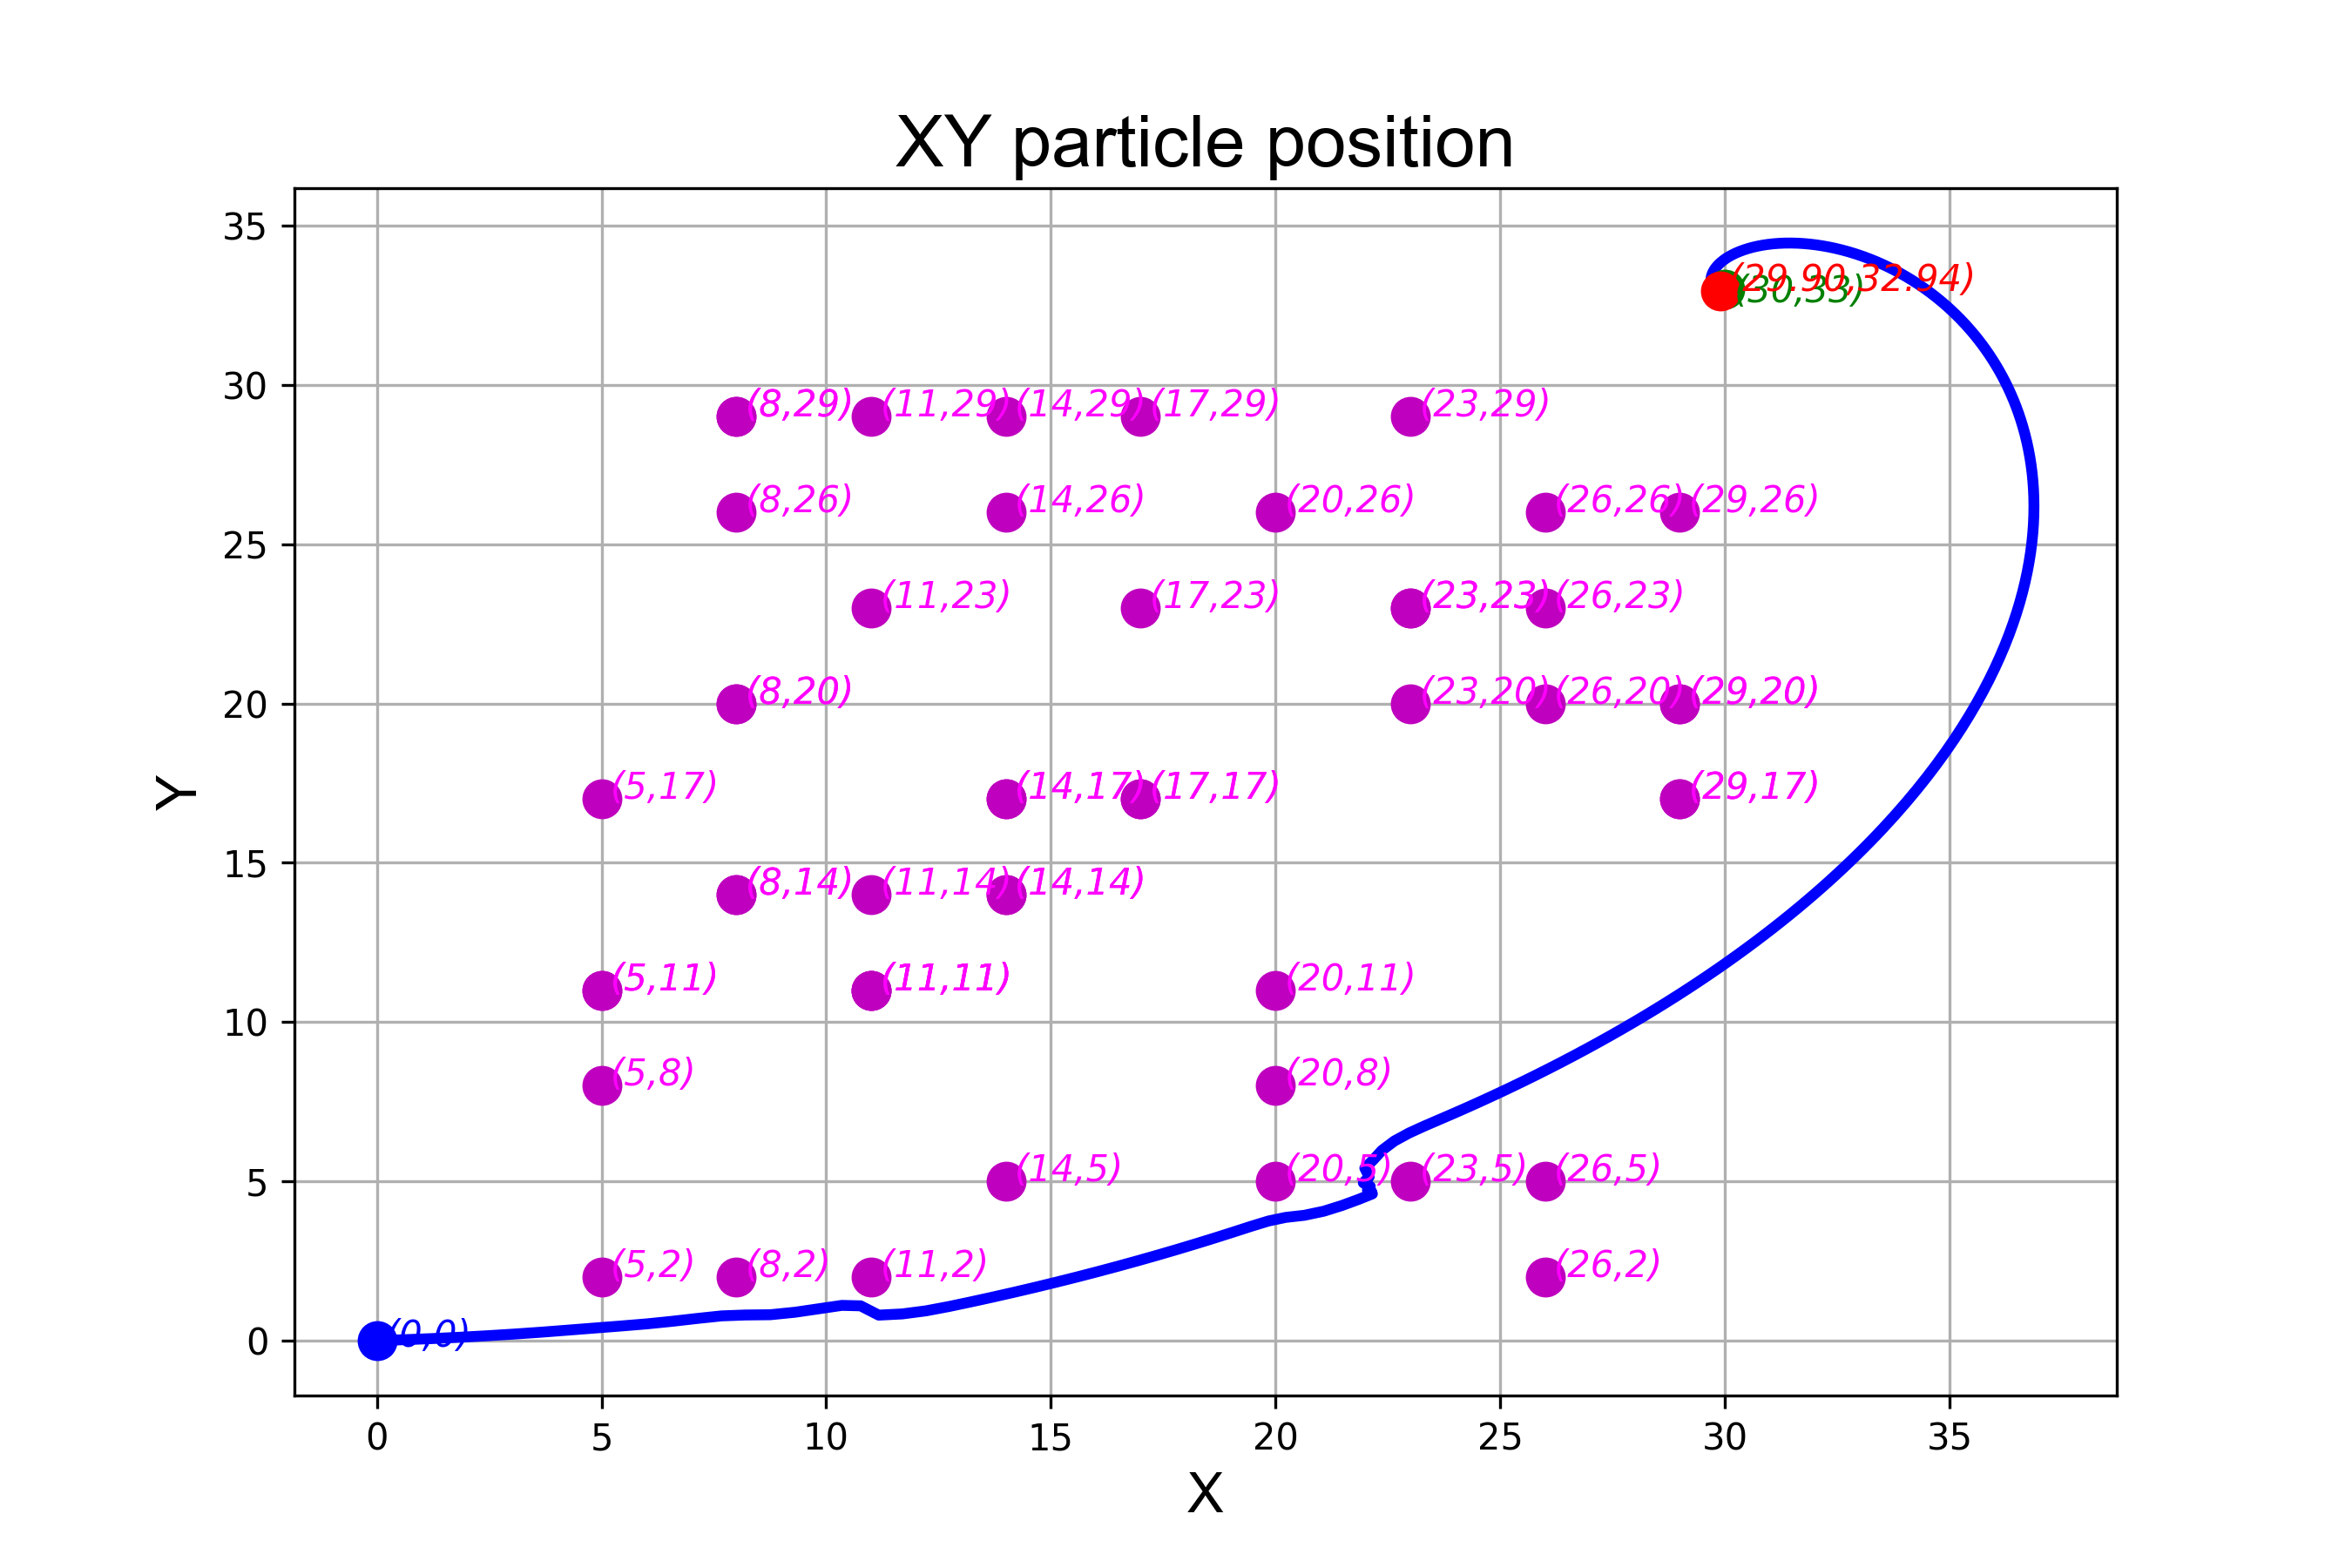 XY particle position
35
(29.90,32.94)
(30,33)
30
(8,29) (11,29) (14,29) (17,29) (23,29)
(8,26) (14,26) (20,26) (26,26) (29,26)
25
(11,23) (17,23) (23,23) (26,23)
20 (8,20) (23,20) (26,20) (29,20)
(5,17) (14,17) (17,17) (29,17)
Y
15
(8,14) (11,14) (14,14)
(5,11) (11,11) (20,11)
10
(5,8) (20,8)
5 (14,5) (20,5) (23,5) (26,5)
(5,2) (8,2) (11,2) (26,2)
0 (0,0)
0 5 10 15 20 25 30 35
X